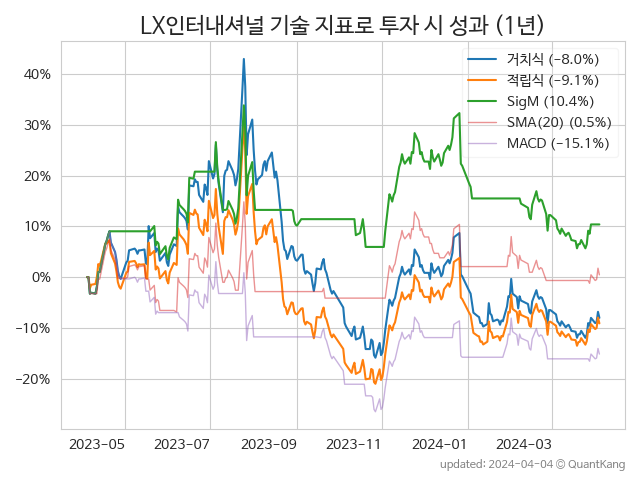 LX인터내셔널 기술 지표로 투자 시 성과 (1년)
거치식 (−8.0%)
적립식 (−9.1%)
SigM (10.4%)
SMA(20) (0.5%)
MACD (−15.1%)
40%
30%
20%
10%
0%
−10%
−20%
2023-05
2023-07
2023-09
2023-11
2024-01
2024-03
updated: 2024-04-04 © QuantKang